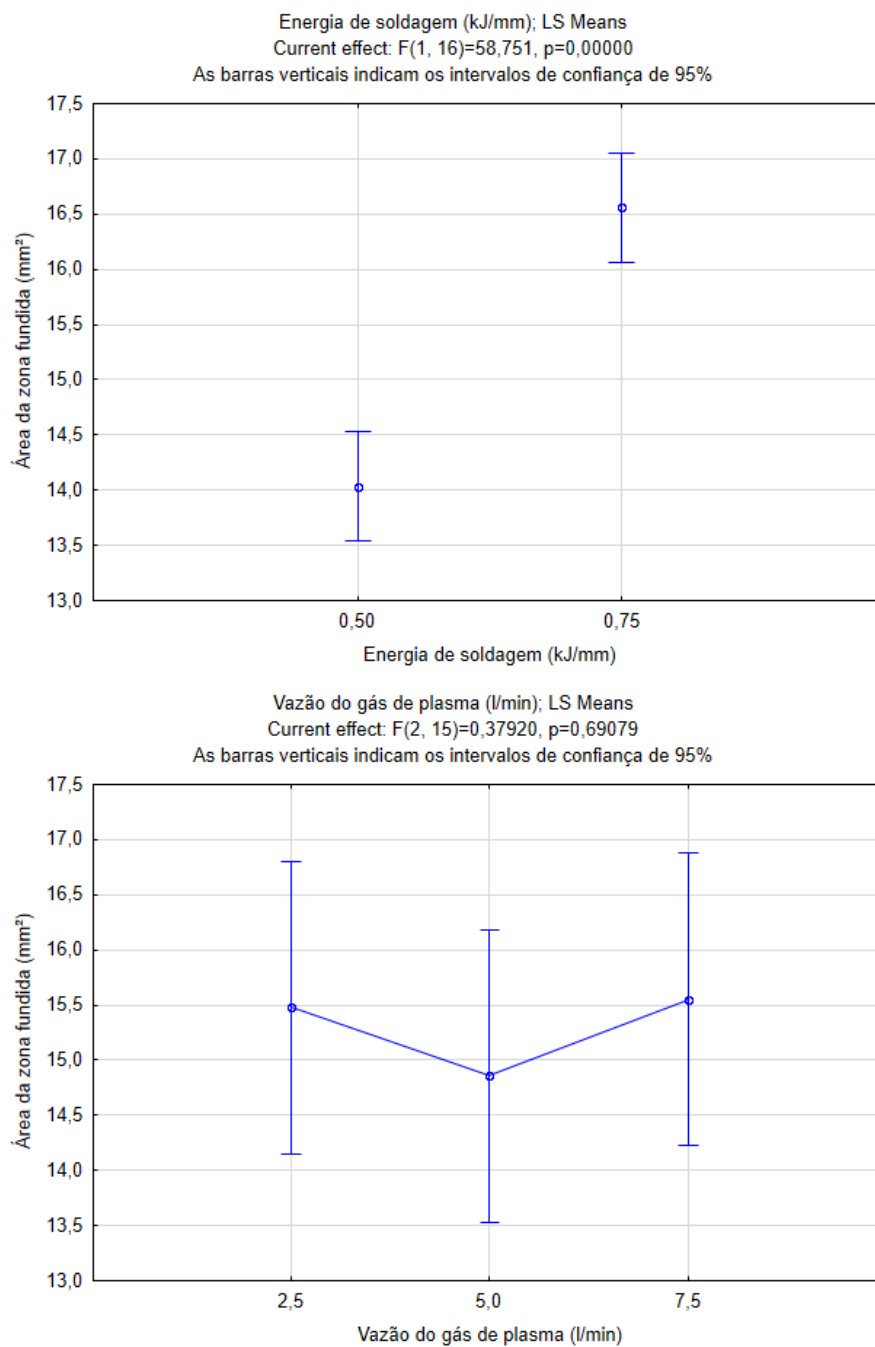 Energia de soldagem (kJ/mm); LS Means
Current effect: F(1, 16)=58,751, p=0,00000
As barras verticais indicam os intervalos de confiança de 95%
17,5
17,0
16,5
16,0
15,5
15,0
14,5
14,0
13,5
13,0
Área da zona fundida (mm²)
0,50
0,75
Energia de soldagem (kJ/mm)
Vazão do gás de plasma (l/min); LS Means
Current effect: F(2, 15)=0,37920, p=0,69079
As barras verticais indicam os intervalos de confiança de 95%
17,5
17,0
16,5
16,0
15,5
15,0
14,5
14,0
13,5
13,0
Área da zona fundida (mm²)
2,5
5,0
7,5
Vazão do gás de plasma (l/min)